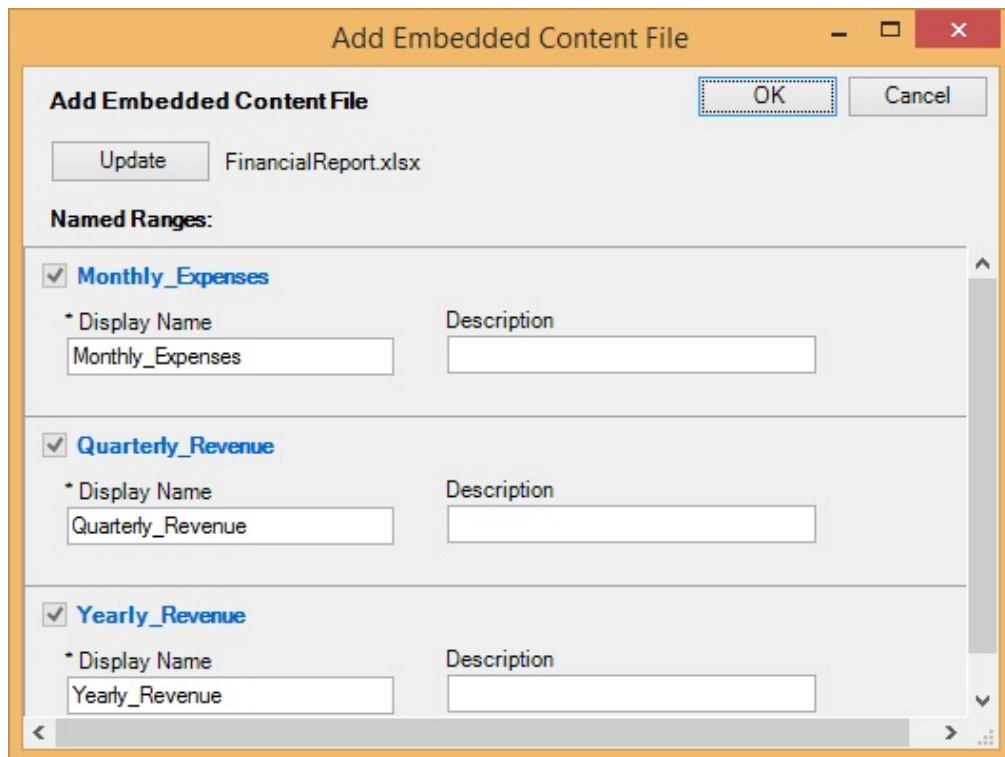 Add Embedded Content File
Add Embedded Content File
OK
Cancel
Update
FinancialReport.xlsx
Named Ranges:
Monthly_Expenses
* Display Name
Description
Monthly_Expenses
Quarterly_Revenue
* Display Name
Description
Quarterly_Revenue
Yearly_Revenue
* Display Name
Description
Yearly_Revenue